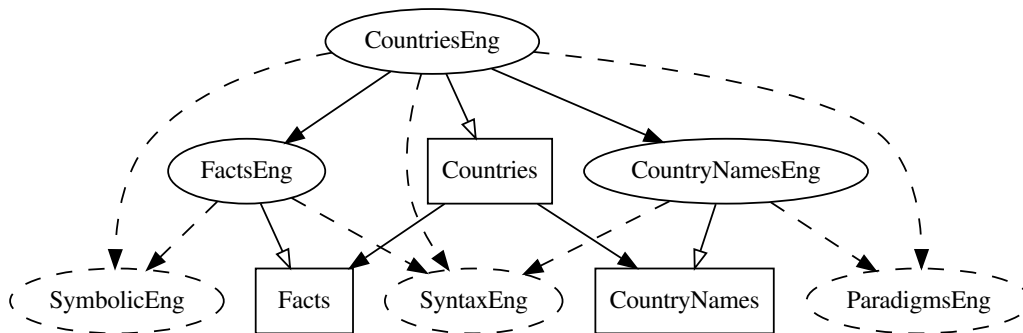 CountriesEng
FactsEng
Countries
CountryNamesEng
SymbolicEng
Facts
SyntaxEng
CountryNames
ParadigmsEng